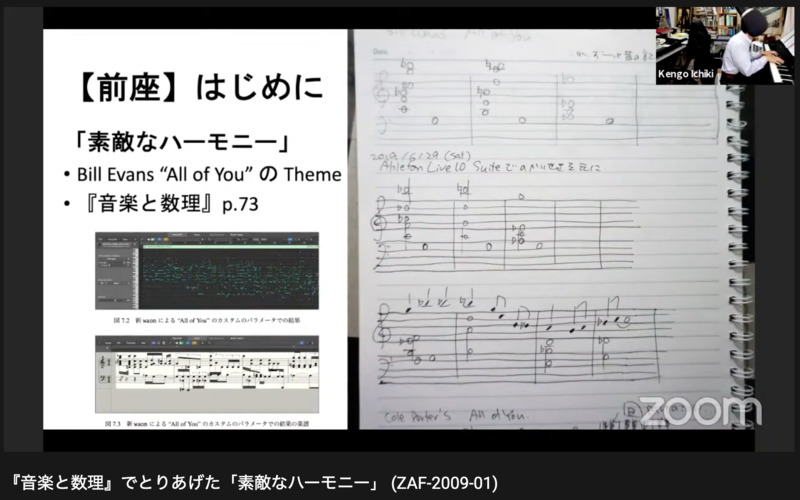 【前座】はじめに
「素敵なハーモニー」
• Bill Evans “All of You” の Theme
• 『音楽と数理』p.73
図 7.2 新 waon による “All of You” のカスタムのパラメータでの結果
図 7.3 新 waon による “All of You” のカスタムのパラメータでの結果の楽譜
Date
All of You
2019/6/29 (Sat)
Ableton Live 10 Suite
Cole Porter's All of You.
Kengo Ichiki
zoom
『音楽と数理』でとりあげた「素敵なハーモニー」 (ZAF-2009-01)